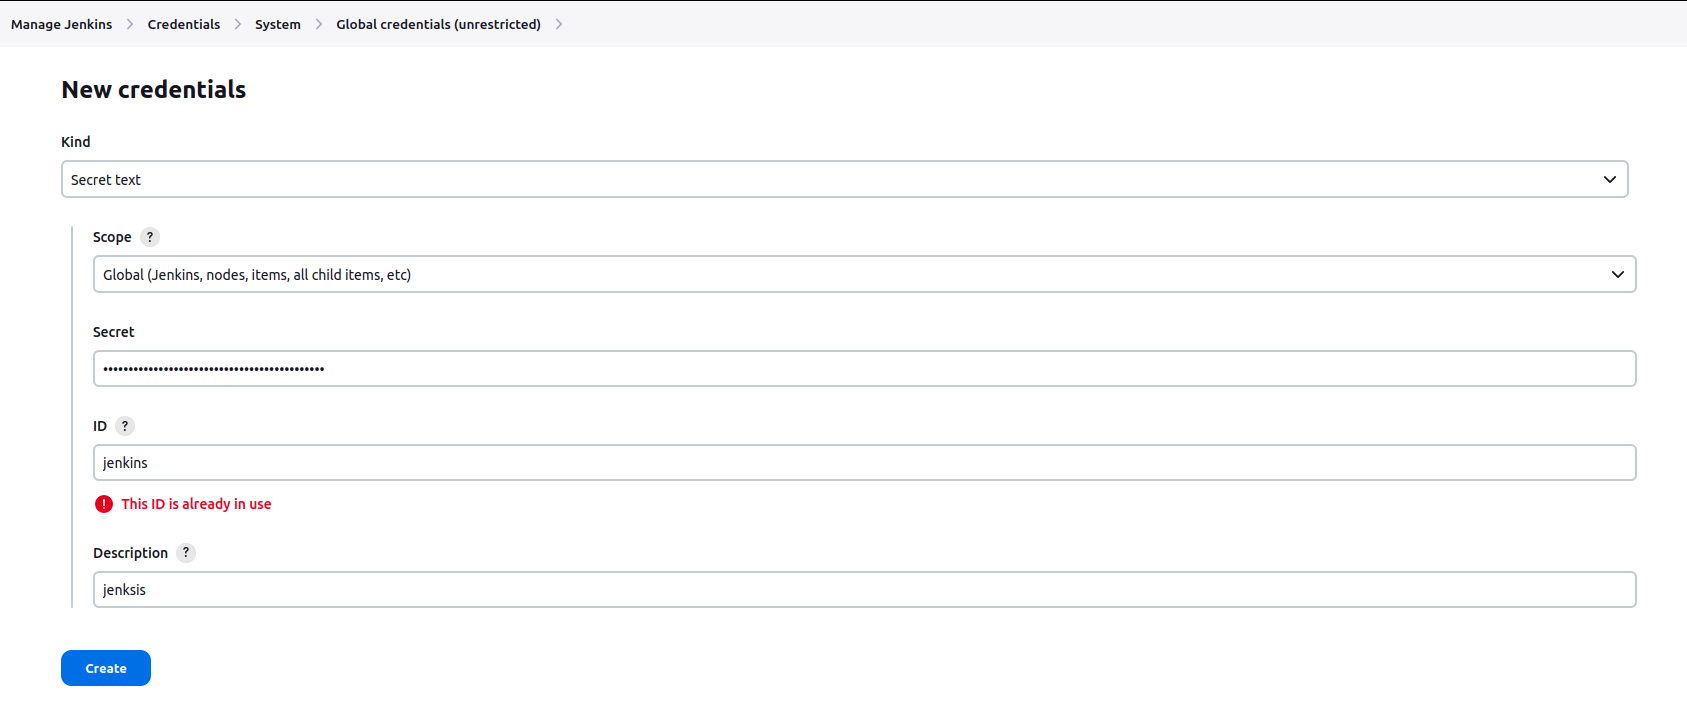 Manage Jenkins > Credentials > System > Global credentials (unrestricted) >
New credentials
Kind
Secret text
Scope ?
Global (Jenkins, nodes, items, all child items, etc)
Secret
••••••••••••••••••••••••••••••••••••••••••••
ID ?
jenkins
! This ID is already in use
Description ?
jenksis
Create